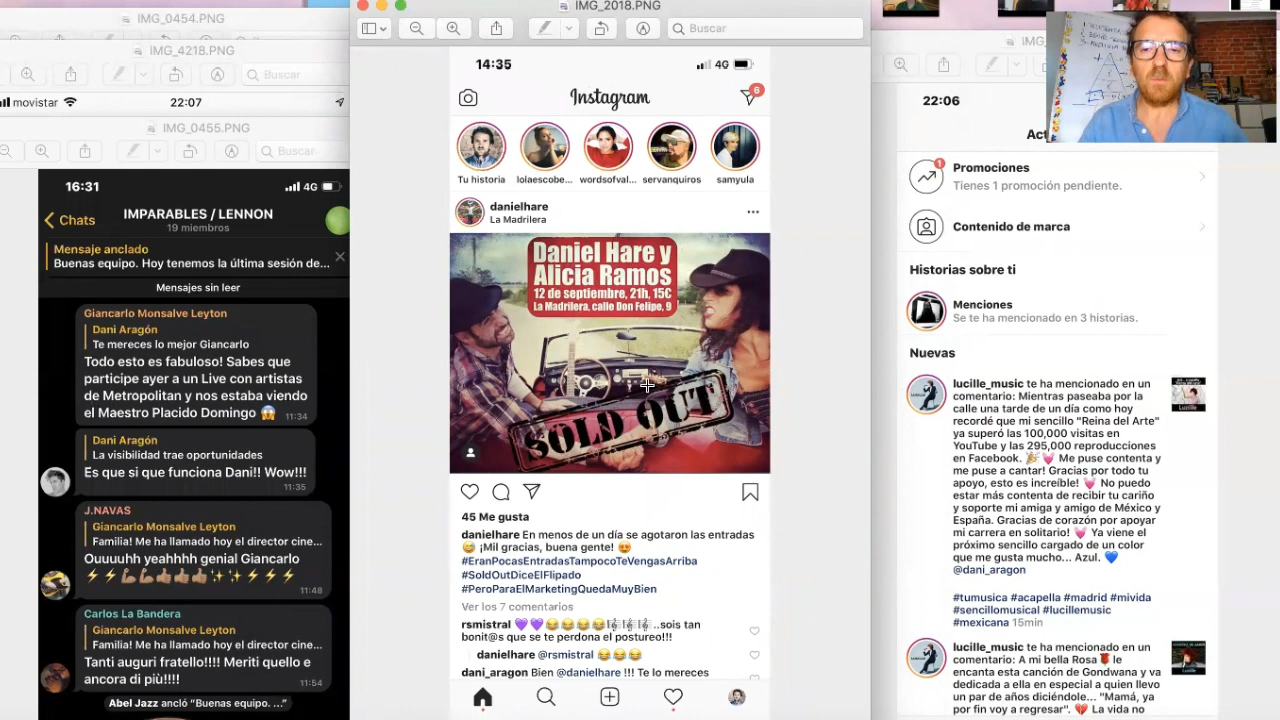 IMG_0454.PNG
IMG_4218.PNG
Buscar
movistar
22:07
IMG_0455.PNG
Buscar
16:31
4G
Chats
IMPARABLES / LENNON
19 miembros
Mensaje anclado
Buenas equipo. Hoy tenemos la última sesión de...
Mensajes sin leer
Giancarlo Monsalve Leyton
Dani Aragón
Te mereces lo mejor Giancarlo
Todo esto es fabuloso! Sabes que
participe ayer a un Live con artistas
de Metropolitan y nos estaba viendo
el Maestro Placido Domingo 😱
11:34
Dani Aragón
La visibilidad trae oportunidades
Es que si que funciona Dani!! Wow!!!
11:35
J.NAVAS
Giancarlo Monsalve Leyton
Familia! Me ha llamado hoy el director cine...
Ouuuuhh yeahhhh genial Giancarlo
⚡⚡💪🏽💪🏽👍🏽👍🏽👍🏽✨✨⚡⚡⚡
11:48
Carlos La Bandera
Giancarlo Monsalve Leyton
Familia! Me ha llamado hoy el director cine...
Tanti auguri fratello!!!! Meriti quello e
ancora di più!!!!
11:54
Abel Jazz ancló “Buenas equipo. ...”
IMG_2018.PNG
Buscar
14:35
4G
Instagram
6
Tu historia
lolaescobe...
wordsofval...
servanquiros
samyula
danielhare
La Madrilera
Daniel Hare y
Alicia Ramos
12 de septiembre, 21h, 15€
La Madrilera, calle Don Felipe, 9
SOLD OUT
45 Me gusta
danielhare En menos de un día se agotaron las entradas
😅 ¡Mil gracias, buena gente! 😍
#EranPocasEntradasTampocoTeVengasArriba
#SoldOutDiceElFlipado
#PeroParaElMarketingQuedaMuyBien
Ver los 7 comentarios
rsmistral 💜💜😂😂😂😂🎼🎼🎼..sois tan
bonit@s que se te perdona el postureo!!!
danielhare @rsmistral 😂😂😂
dani_aragon Bien @danielhare !!! Te lo mereces
22:06
Promociones
1
Tienes 1 promoción pendiente.
Contenido de marca
Historias sobre ti
Menciones
Se te ha mencionado en 3 historias.
Nuevas
lucille_music te ha mencionado en un
comentario: Mientras paseaba por la
calle una tarde de un día como hoy
recordé que mi sencillo "Reina del Arte"
ya superó las 100,000 visitas en
YouTube y las 295,000 reproducciones
en Facebook. 🎉💓 Me puse contenta y
me puse a cantar! Gracias por todo tu
apoyo, esto es increíble! 💓 No puedo
estar más contenta de recibir tu cariño
y soporte mi amiga y amigo de México y
España. Gracias de corazón por apoyar
mi carrera en solitario! 💓 Ya viene el
próximo sencillo cargado de un color
que me gusta mucho... Azul. 💙
@dani_aragon
#tumusica #acapella #madrid #mivida
#sencillomusical #lucillemusic
#mexicana 15min
lucille_music te ha mencionado en un
comentario: A mi bella Rosa🌹 le
encanta esta canción de Gondwana y va
dedicada a ella en especial a quien llevo
un par de años diciéndole... "Mamá, ya
por fin voy a regresar". 💔 La vida no